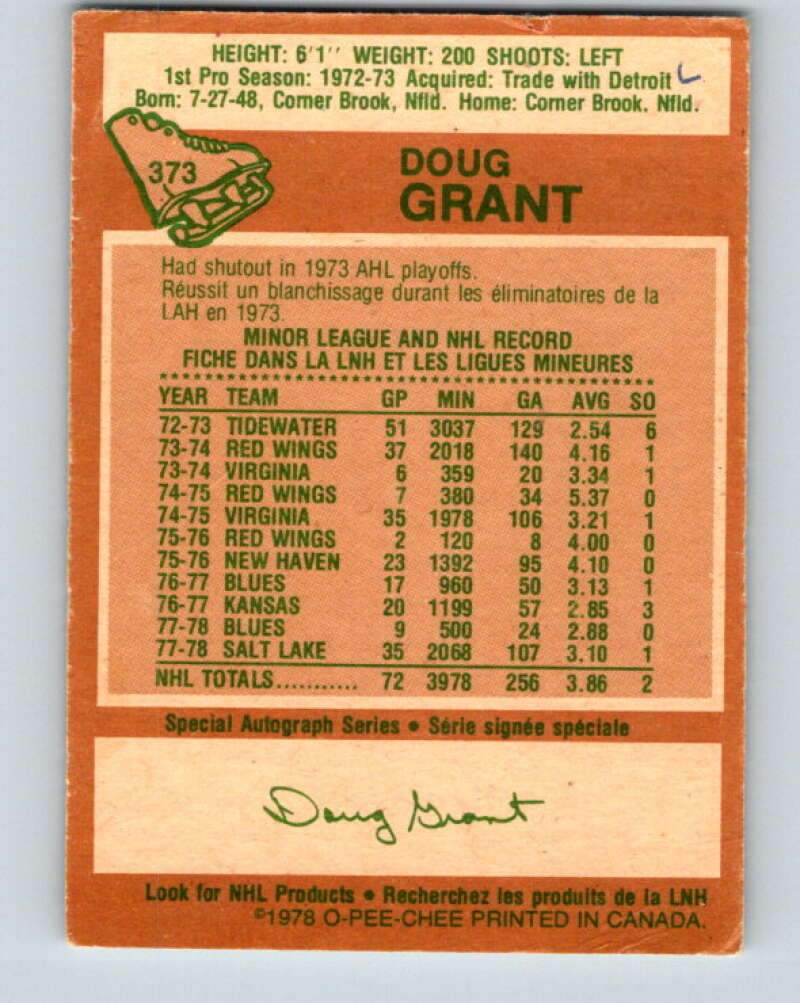 HEIGHT: 6'1'' WEIGHT: 200 SHOOTS: LEFT
1st Pro Season: 1972-73 Acquired: Trade with Detroit
Born: 7-27-48, Corner Brook, Nfld. Home: Corner Brook. Nfld.
373
DOUG
GRANT
Had shutout in 1973 AHL playoffs.
Réussit un blanchissage durant les éliminatoires de la
LAH en 1973.
MINOR LEAGUE AND NHL RECORD
FICHE DANS LA LNH ET LES LIGUES MINEURES
YEAR TEAM GP MIN GA AVG SO
72-73 TIDEWATER 51 3037 129 2.54 6
73-74 RED WINGS 37 2018 140 4.16 1
73-74 VIRGINIA 6 359 20 3.34 1
74-75 RED WINGS 7 380 34 5.37 0
74-75 VIRGINIA 35 1978 106 3.21 1
75-76 RED WINGS 2 120 8 4.00 0
75-76 NEW HAVEN 23 1392 95 4.10 0
76-77 BLUES 17 960 50 3.13 1
76-77 KANSAS 20 1199 57 2.85 3
77-78 BLUES 9 500 24 2.88 0
77-78 SALT LAKE 35 2068 107 3.10 1
NHL TOTALS........... 72 3978 256 3.86 2
Special Autograph Series • Série signée spéciale
Doug Grant
Look for NHL Products • Recherchez les produits de la LNH
©1978 O-PEE-CHEE PRINTED IN CANADA.